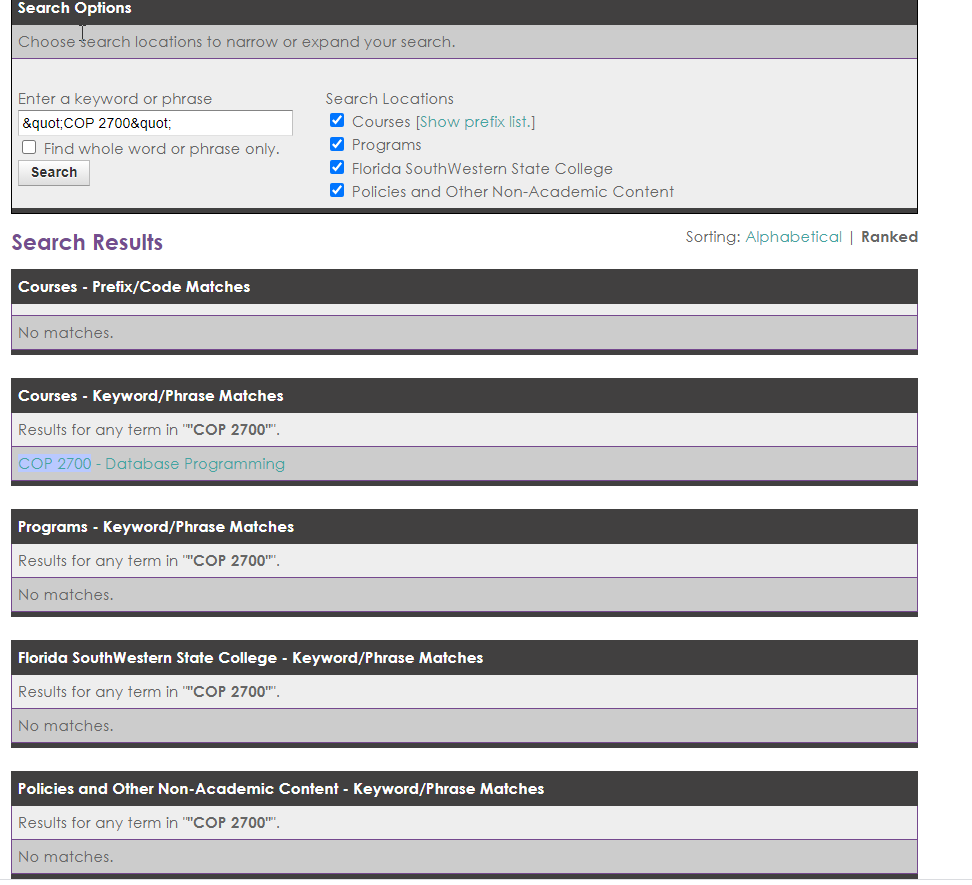 Search Options
Choose search locations to narrow or expand your search.
Enter a keyword or phrase
&quot;COP 2700&quot;
Find whole word or phrase only.
Search
Search Locations
Courses [Show prefix list.]
Programs
Florida SouthWestern State College
Policies and Other Non-Academic Content
Search Results
Sorting: Alphabetical | Ranked
Courses - Prefix/Code Matches
No matches.
Courses - Keyword/Phrase Matches
Results for any term in ""COP 2700"".
COP 2700 - Database Programming
Programs - Keyword/Phrase Matches
Results for any term in ""COP 2700"".
No matches.
Florida SouthWestern State College - Keyword/Phrase Matches
Results for any term in ""COP 2700"".
No matches.
Policies and Other Non-Academic Content - Keyword/Phrase Matches
Results for any term in ""COP 2700"".
No matches.